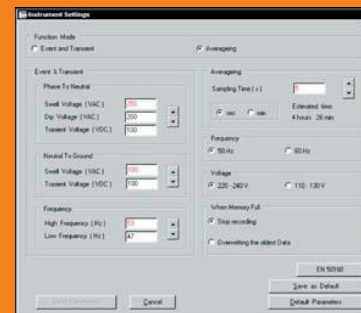 Instrument Settings
Function Mode
Event and Transient
Averageing
Event & Transient
Phase To Neutral
Swell Voltage (VAC)
Dip Voltage (VAC) 200
Transient Voltage (VDC) 100
Neutral To Ground
Swell Voltage (VAC) 100
Transient Voltage (VDC) 100
Frequency
High Frequency (Hz) 53
Low Frequency (Hz) 47
Averageing
Sampling Time (s) 5
sec
min
Estimated time:
4 hours 26 min
Frequency
50 Hz
60 Hz
Voltage
220 - 240 V
110 - 130 V
When Memory Full
Stop recording
Overwritting the oldest Data
EN 50160
Save as Default
Default Parameters
Send Command
Cancel